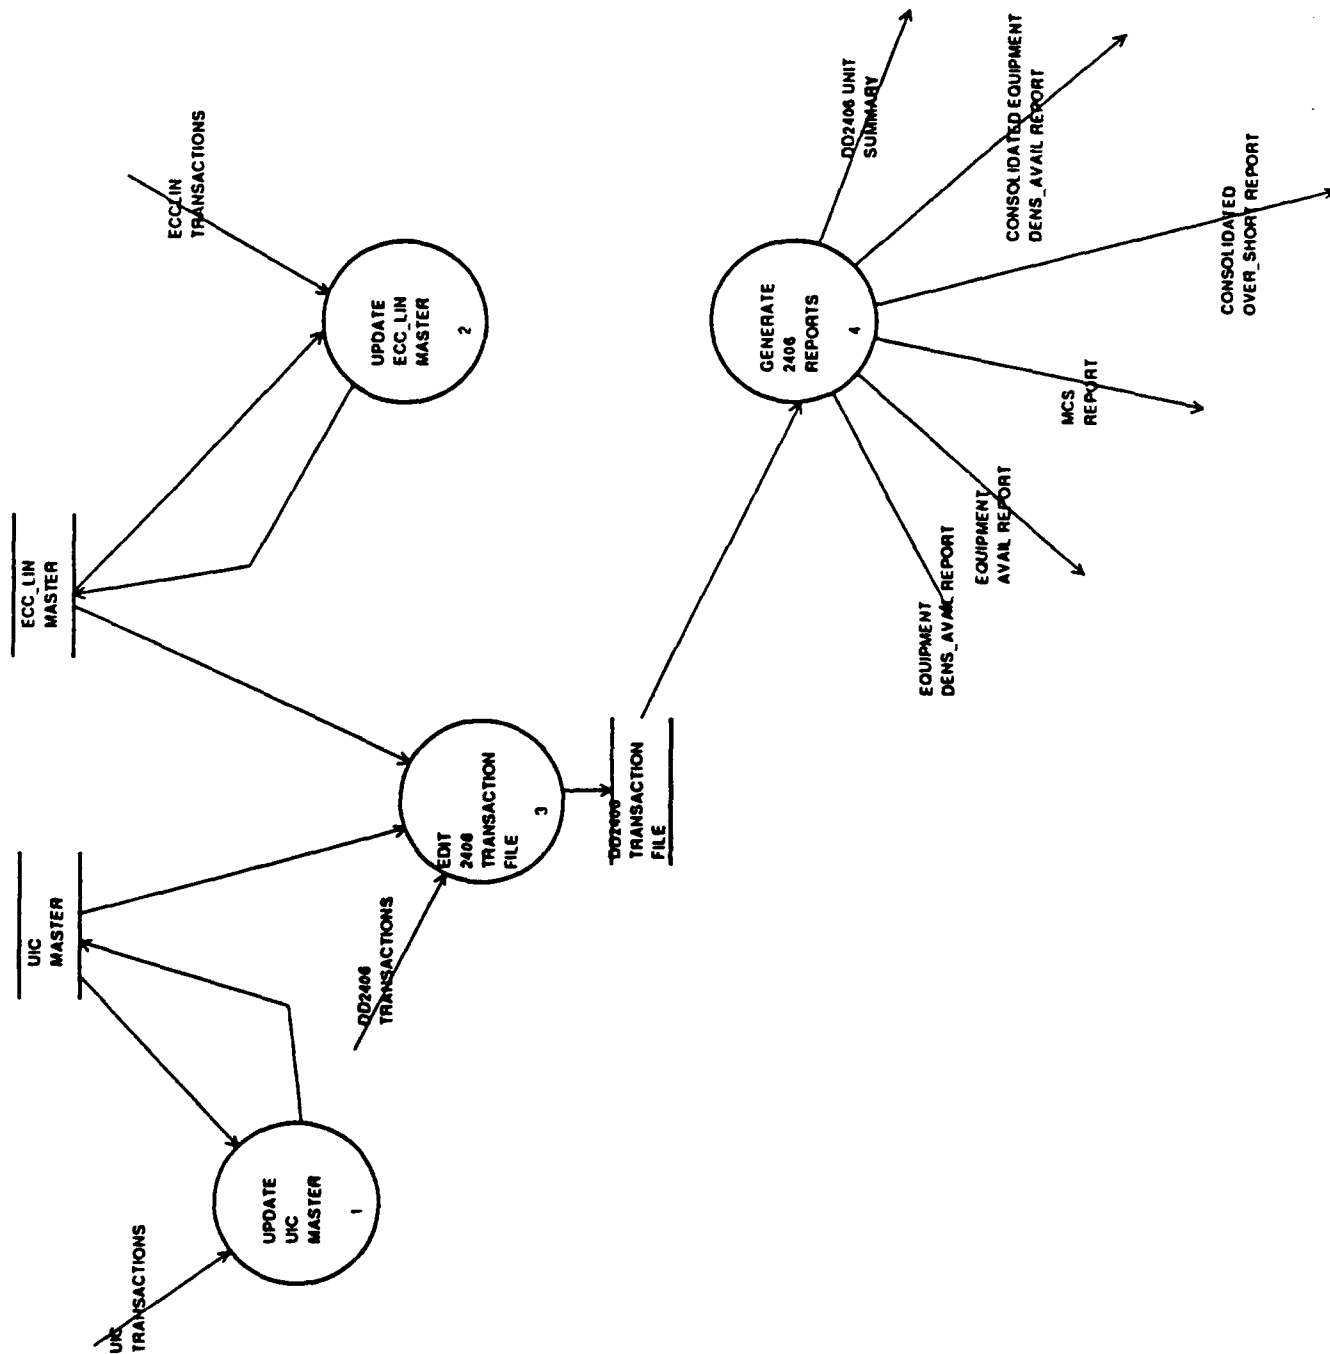 UIC
TRANSACTIONS
UPDATE
UIC
MASTER
1
UIC
MASTER
DD2406
TRANSACTIONS
EDIT
2406
TRANSACTION
FILE
3
ECC_LIN
MASTER
ECCLIN
TRANSACTIONS
UPDATE
ECC_LIN
MASTER
2
DD2406
TRANSACTION
FILE
GENERATE
2406
REPORTS
4
EQUIPMENT
DENS_AVAIL REPORT
EQUIPMENT
AVAIL REPORT
MCS
REPORT
CONSOLIDATED
OVER_SHORT REPORT
CONSOLIDATED EQUIPMENT
DENS_AVAIL REPORT
DD2406 UNIT
SUMMARY